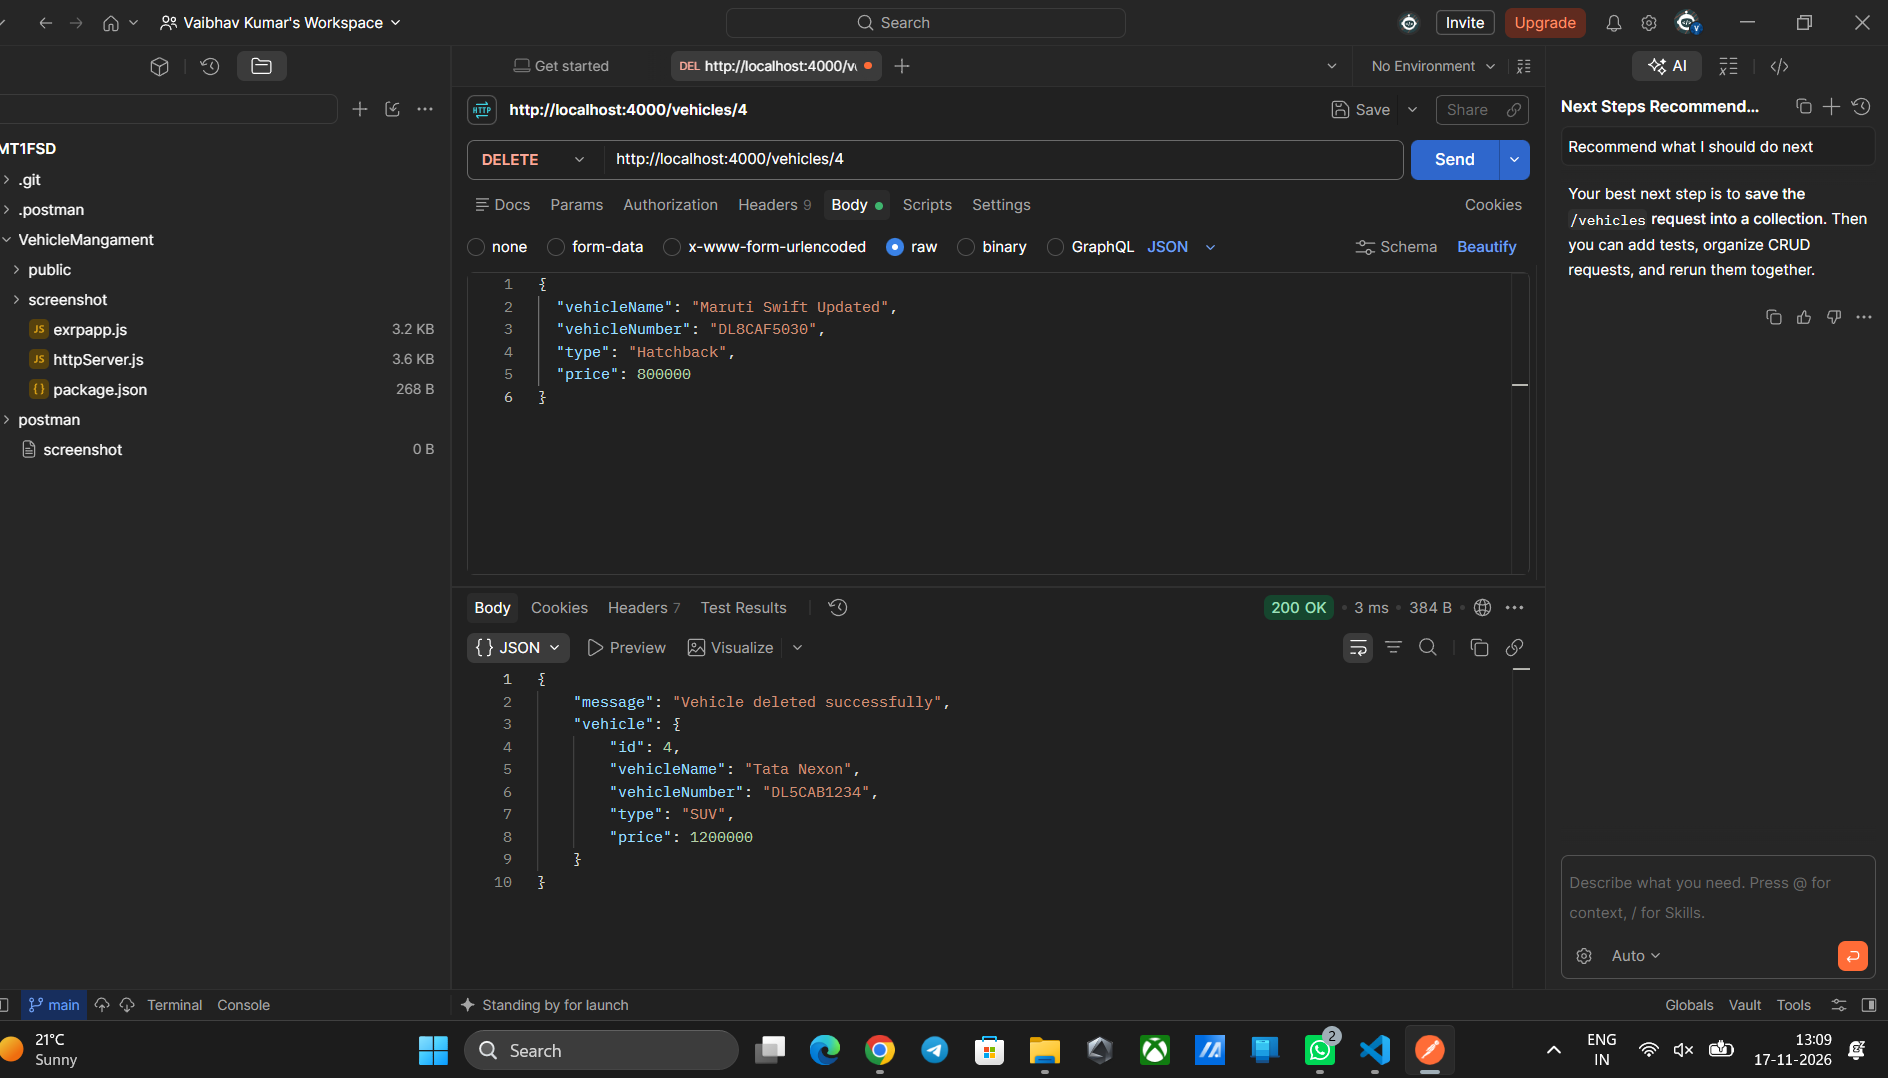 Vaibhav Kumar's Workspace
Search
Invite
Upgrade
Get started
DEL http://localhost:4000/v
No Environment
AI
http://localhost:4000/vehicles/4
Save
Share
Next Steps Recommend...
MT1FSD
.git
.postman
VehicleMangament
public
screenshot
exrpapp.js 3.2 KB
httpServer.js 3.6 KB
package.json 268 B
postman
screenshot 0 B
DELETE
http://localhost:4000/vehicles/4
Send
Docs Params Authorization Headers 9 Body Scripts Settings Cookies
none form-data x-www-form-urlencoded raw binary GraphQL JSON Schema Beautify
1 {
2 "vehicleName": "Maruti Swift Updated",
3 "vehicleNumber": "DL8CAF5030",
4 "type": "Hatchback",
5 "price": 800000
6 }
Recommend what I should do next
Your best next step is to save the
/vehicles request into a collection. Then
you can add tests, organize CRUD
requests, and rerun them together.
Body Cookies Headers 7 Test Results
200 OK • 3 ms • 384 B
{ } JSON Preview Visualize
1 {
2 "message": "Vehicle deleted successfully",
3 "vehicle": {
4 "id": 4,
5 "vehicleName": "Tata Nexon",
6 "vehicleNumber": "DL5CAB1234",
7 "type": "SUV",
8 "price": 1200000
9 }
10 }
Describe what you need. Press @ for
context, / for Skills.
Auto
main
Terminal Console
Standing by for launch
Globals Vault Tools
21°C
Sunny
Search
2
ENG
IN
13:09
17-11-2026